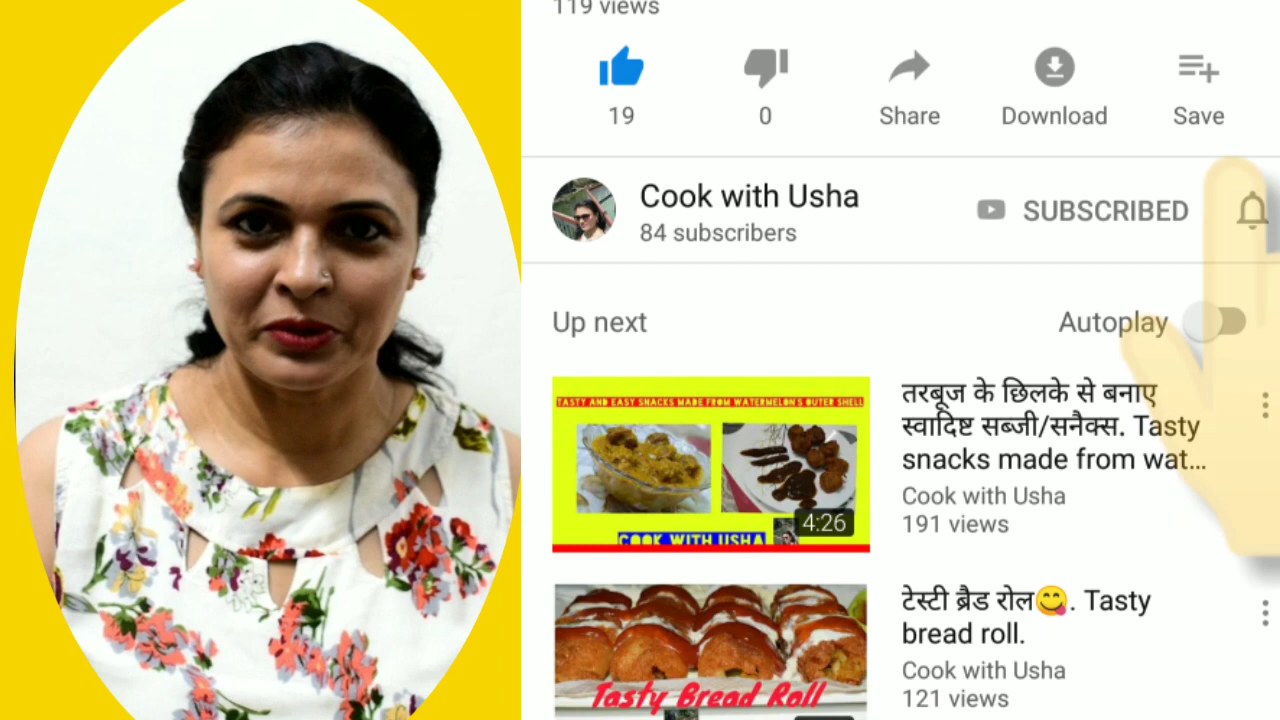 119 views
19
0
Share
Download
Save
Cook with Usha
SUBSCRIBED
84 subscribers
Up next
Autoplay
TASTY AND EASY SNACKS MADE FROM WATERMELON'S OUTER SHELL
4:26
COOK WITH USHA
तरबूज के छिलके से बनाए
स्वादिष्ट सब्जी/सनैक्स. Tasty
snacks made from wat...
Cook with Usha
191 views
Tasty Bread Roll
टेस्टी ब्रैड रोल😋. Tasty
bread roll.
Cook with Usha
121 views